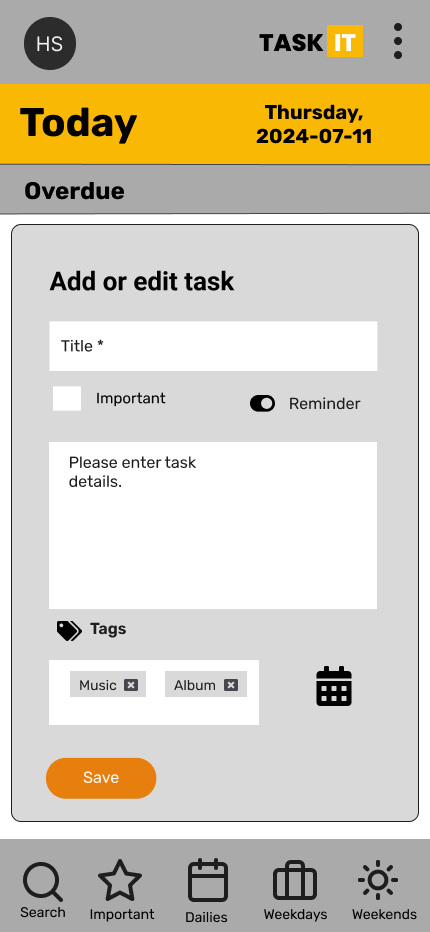 HS
TASK IT
Today
Thursday,
2024-07-11
Overdue
Add or edit task
Title *
Important
Reminder
Please enter task
details.
Tags
Music
Album
Save
Search
Important
Dailies
Weekdays
Weekends